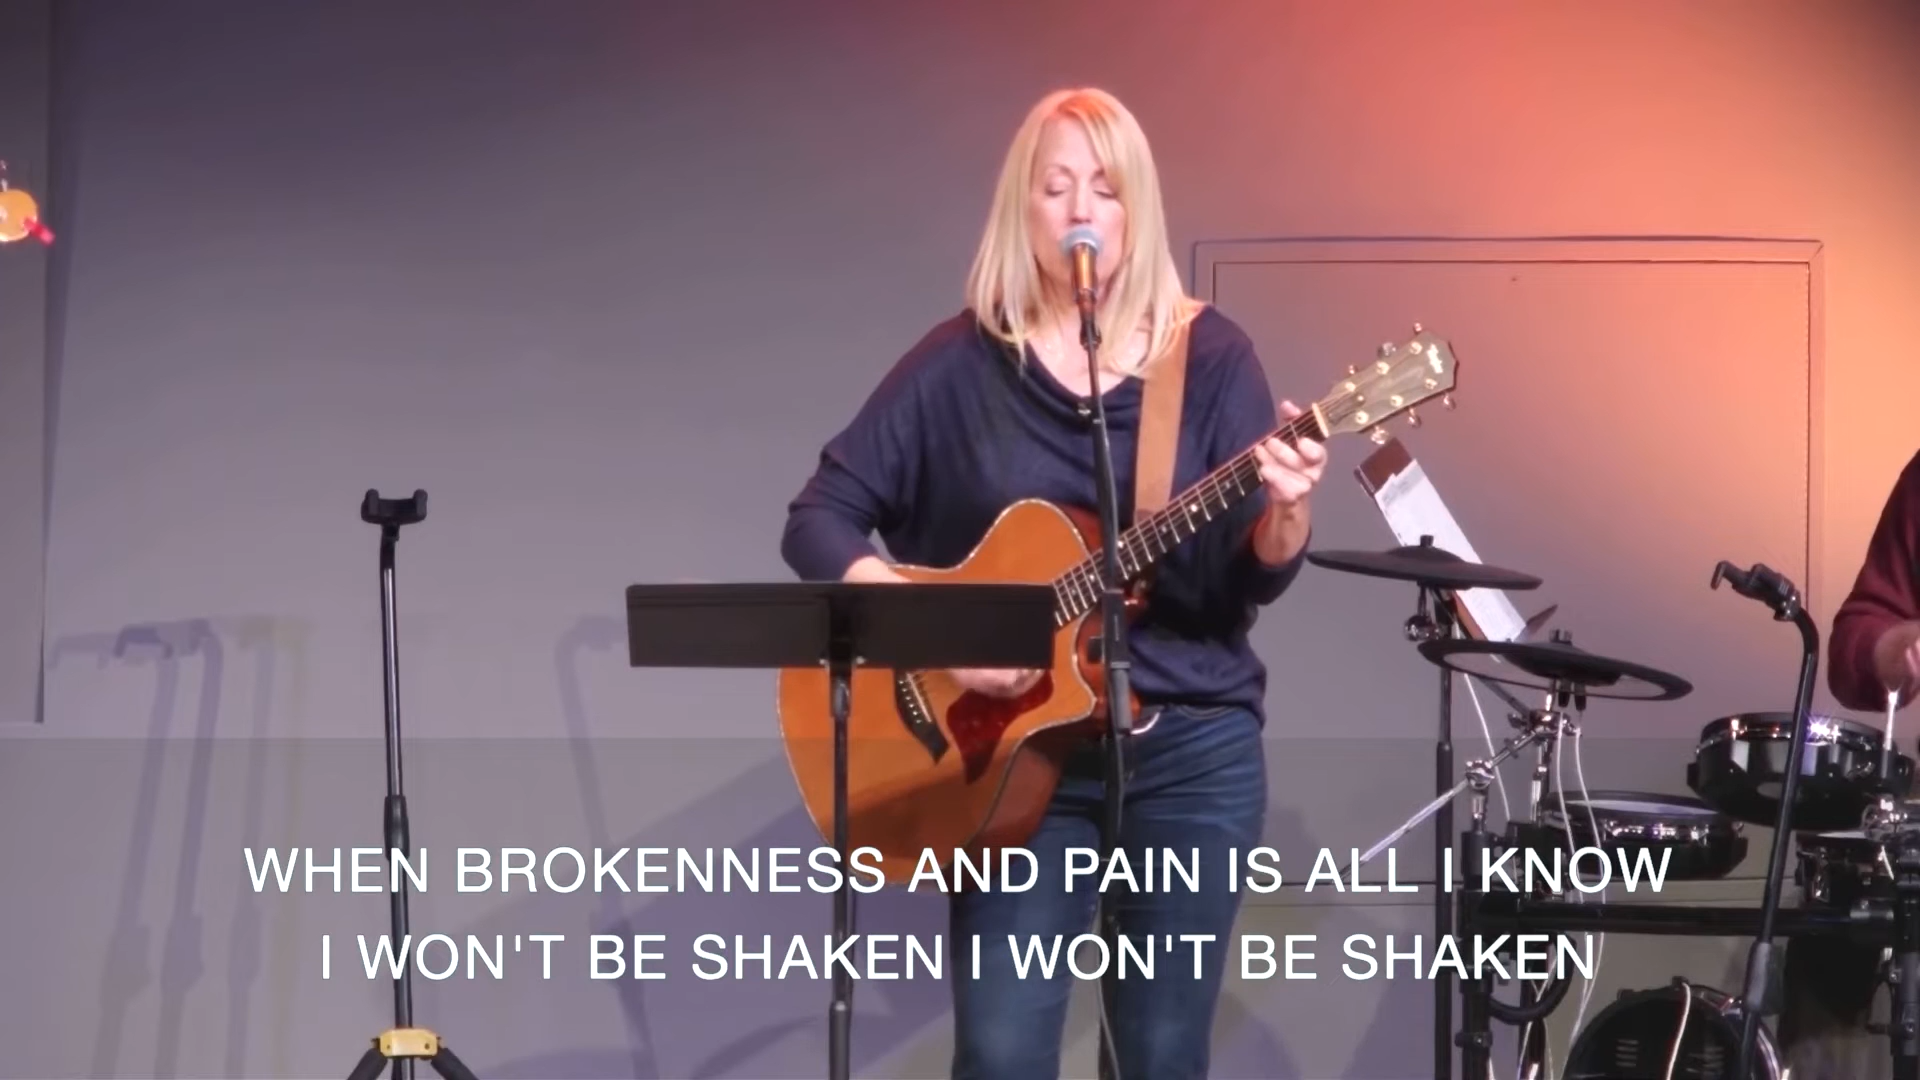 WHEN BROKENNESS AND PAIN IS ALL I KNOW
I WON'T BE SHAKEN I WON'T BE SHAKEN